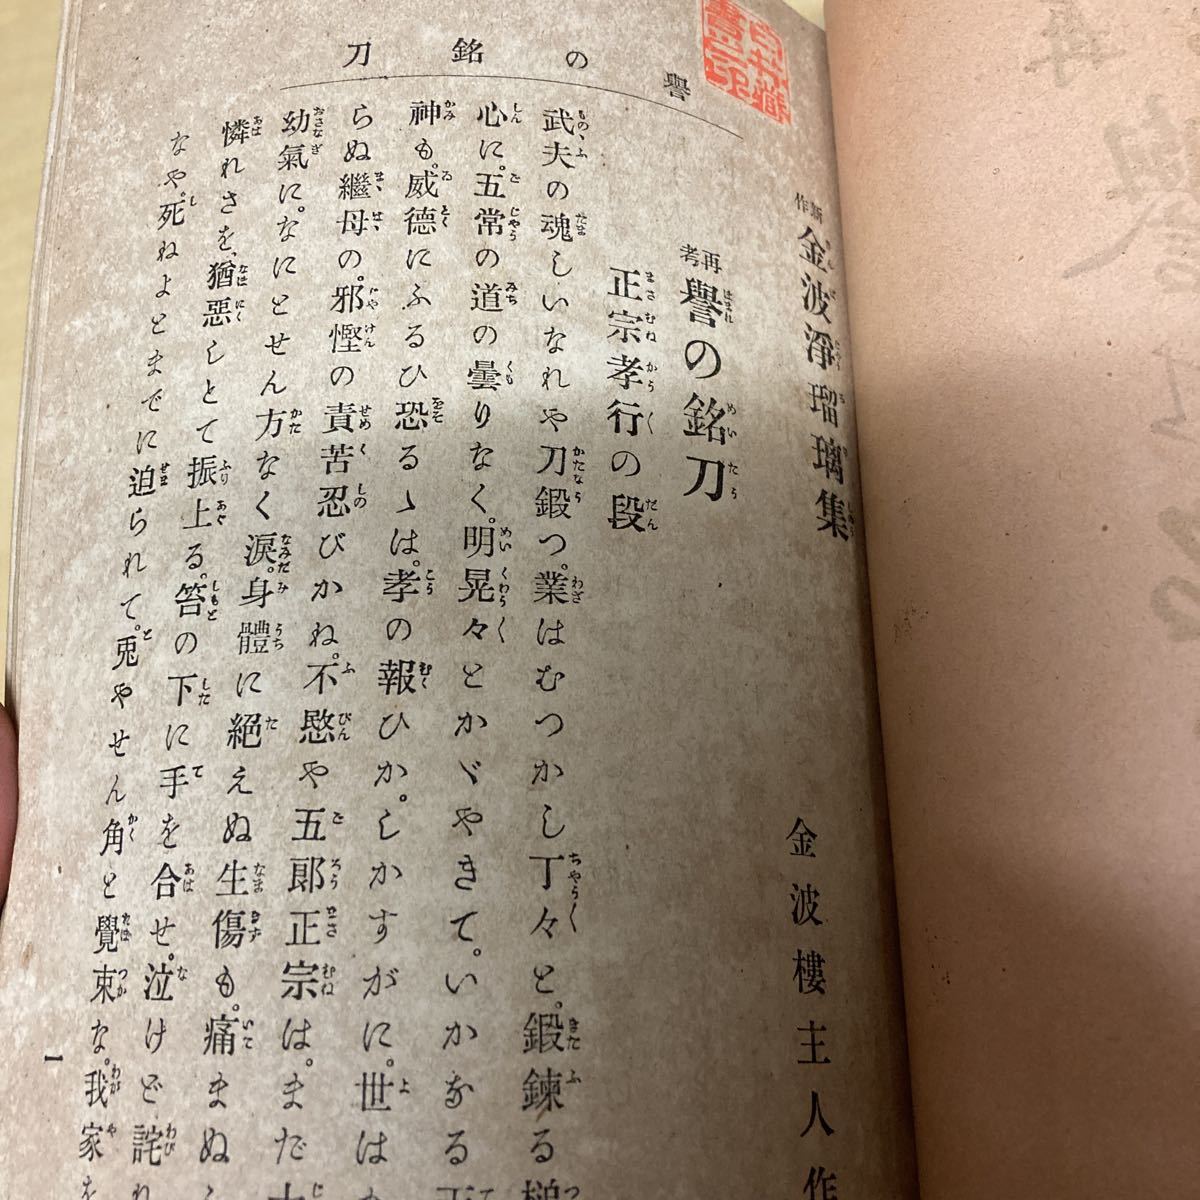 譽の銘刀
新作 金波淨瑠璃集
金波樓主人作
再考 譽の銘刀
正宗孝行の段
武夫の魂しいなれや刀鍛つ。業はむつかし丁々と。鍛鍊る槌
心に。五常の道の曇りなく。明晃々とかゞやきて。いかなる
神も。威德にふるひ恐るゝは。孝の報ひか。しかすがに。世は
らぬ繼母の。邪慳の責苦忍びかね。不愍や五郎正宗は。まだ十
幼氣に。なにとせん方なく淚。身體に絕えぬ生傷も。痛まぬ
憐れさを、猶惡しとて振上る。笞の下に手を合せ。泣けど詫れ
なや。死ねよとまでに迫られて。兎やせん角と覺束な。我家を
一